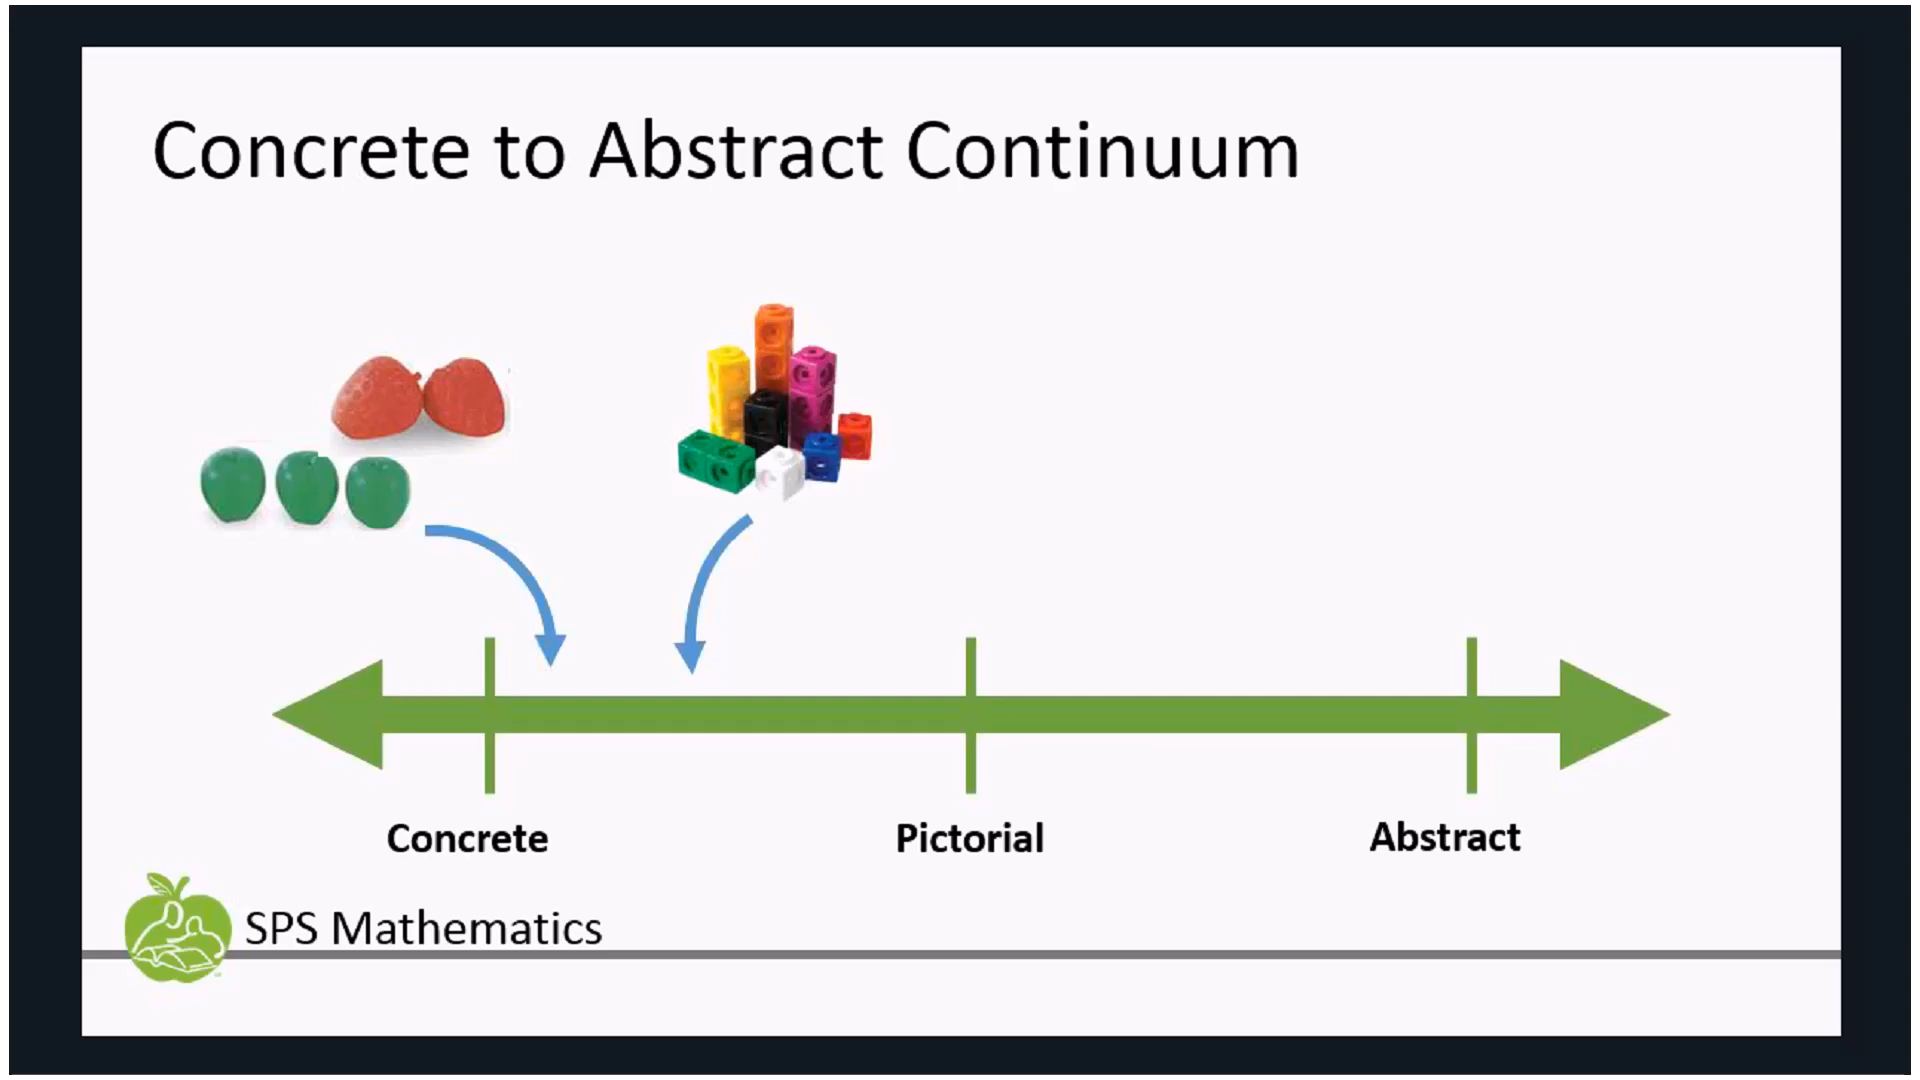 Concrete to Abstract Continuum
Concrete
Pictorial
Abstract
SPS Mathematics